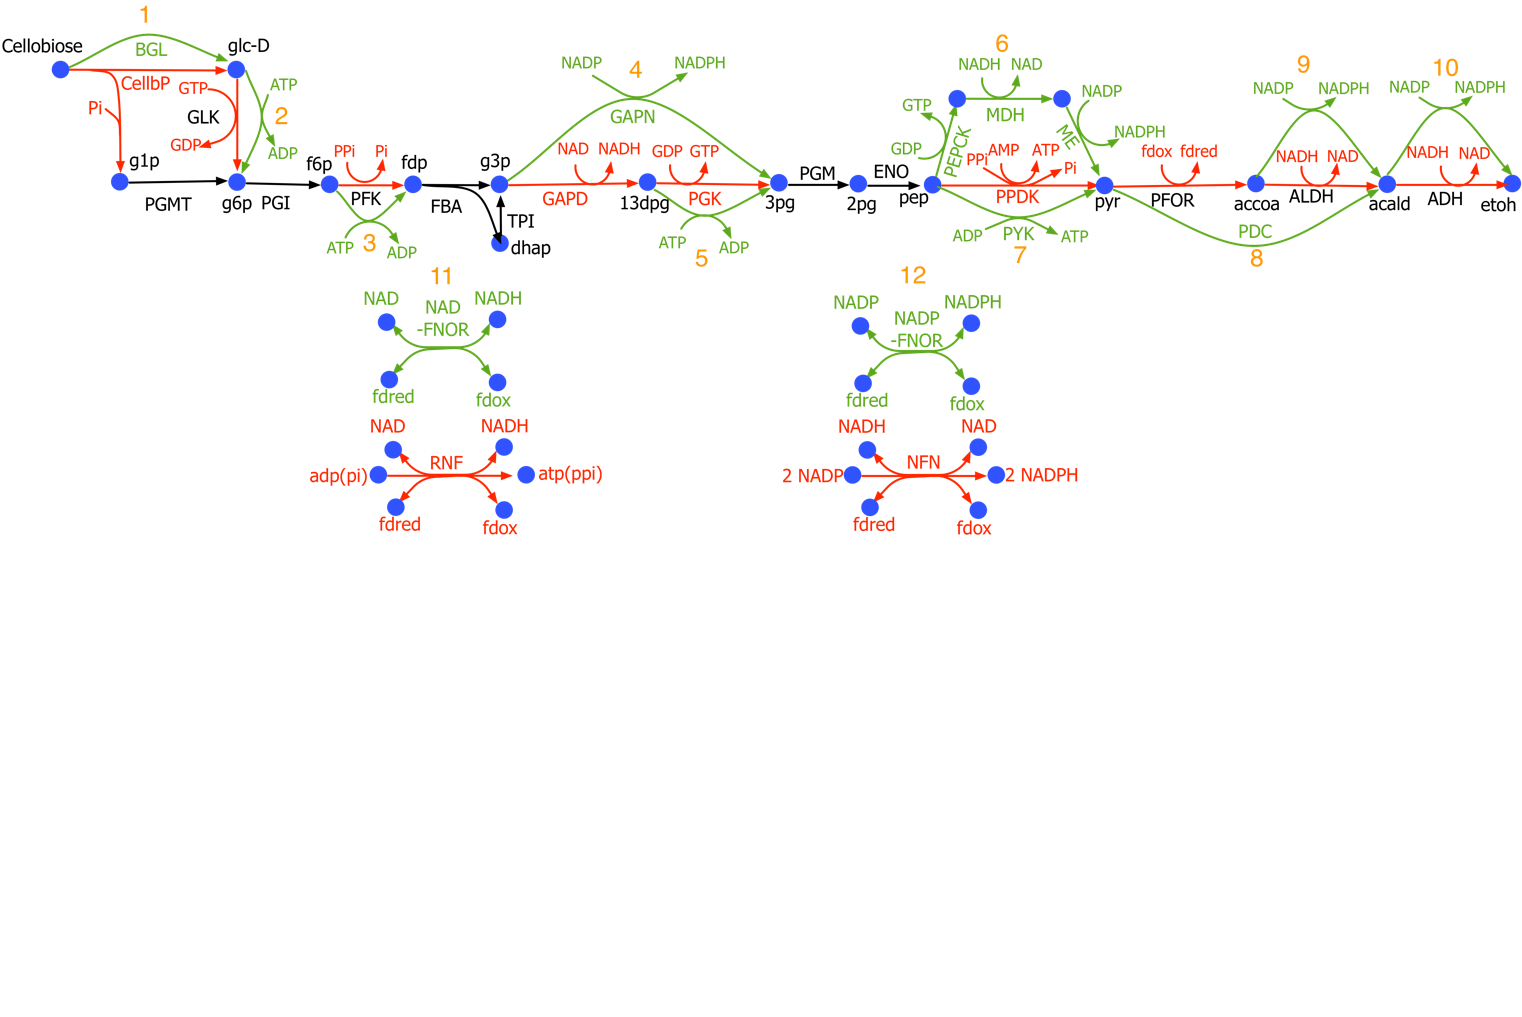 1
Cellobiose
BGL
glc-D
CellbP
GTP
ATP
Pi
GLK
2
GDP
ADP
g1p
PGMT
g6p
PGI
f6p
PPi
Pi
fdp
PFK
ATP
3
ADP
FBA
g3p
TPI
dhap
NADP
4
NADPH
GAPN
NAD
NADH
GDP
GTP
GAPD
13dpg
PGK
ATP
ADP
5
3pg
PGM
2pg
ENO
pep
6
NADH
NAD
GTP
MDH
NADP
GDP
PEPCK
ME
NADPH
PPi
AMP
ATP
Pi
PPDK
pyr
ADP
PYK
ATP
7
fdox
fdred
PFOR
accoa
PDC
8
9
NADP
NADPH
NADH
NAD
ALDH
acald
10
NADP
NADPH
NADH
NAD
ADH
etoh
11
NAD
NADH
NAD
-FNOR
fdred
fdox
NAD
NADH
adp(pi)
RNF
atp(ppi)
fdred
fdox
12
NADP
NADPH
NADP
-FNOR
fdred
fdox
NADH
NAD
2 NADP
NFN
2 NADPH
fdred
fdox